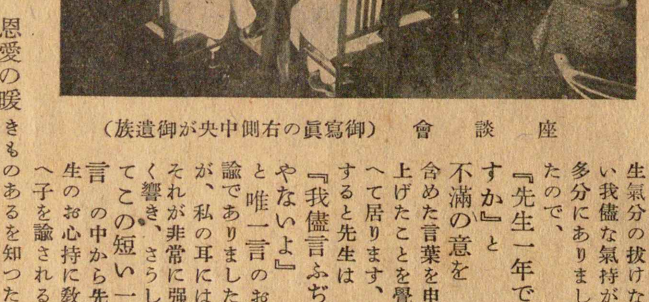 座談會（御寫眞の右側中央が御遺族）
生氣分の拔けな
い我儘な氣持が
多分にありまし
たので、
『先生一年で
すか』と
不滿の意を
含めた言葉を申
上げたことを覺
へて居ります、
すると先生は
『我儘言ふぢ
やないよ』
と唯一言のお
諭でありました
が、私の耳には
それが非常に强
く響き、さうし
てこの短い一
言の中から先
生のお心持に敎
へ子を諭される
恩愛の暖きものあるを知つた